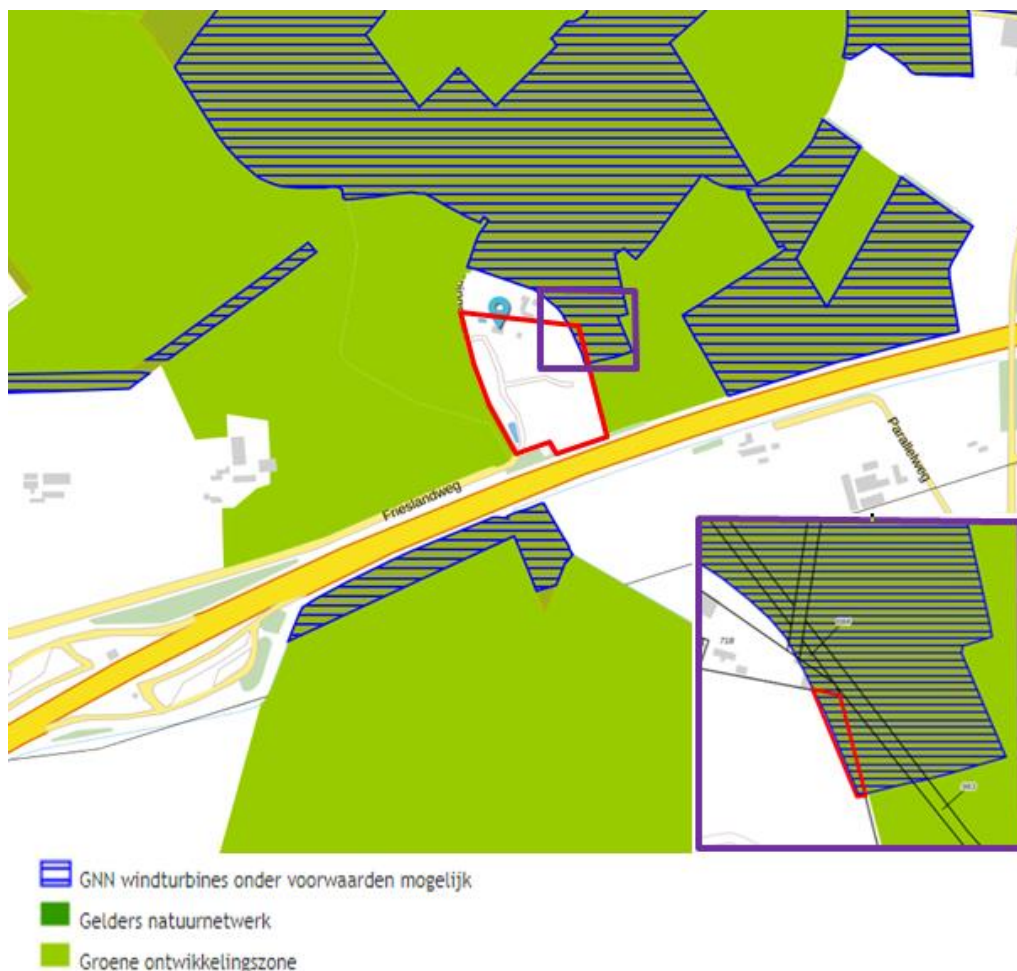 Frieslandweg
Parallelweg
718
GNN windturbines onder voorwaarden mogelijk
Gelders natuurnetwerk
Groene ontwikkelingszone